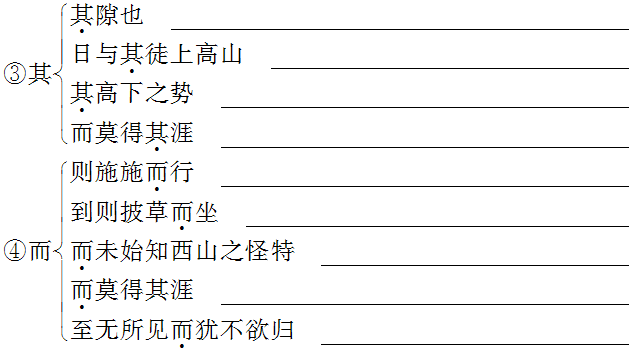 ③其
其隙也
日与其徒上高山
其高下之势
而莫得其涯
④而
则施施而行
到则披草而坐
而未始知西山之怪特
而莫得其涯
至无所见而犹不欲归